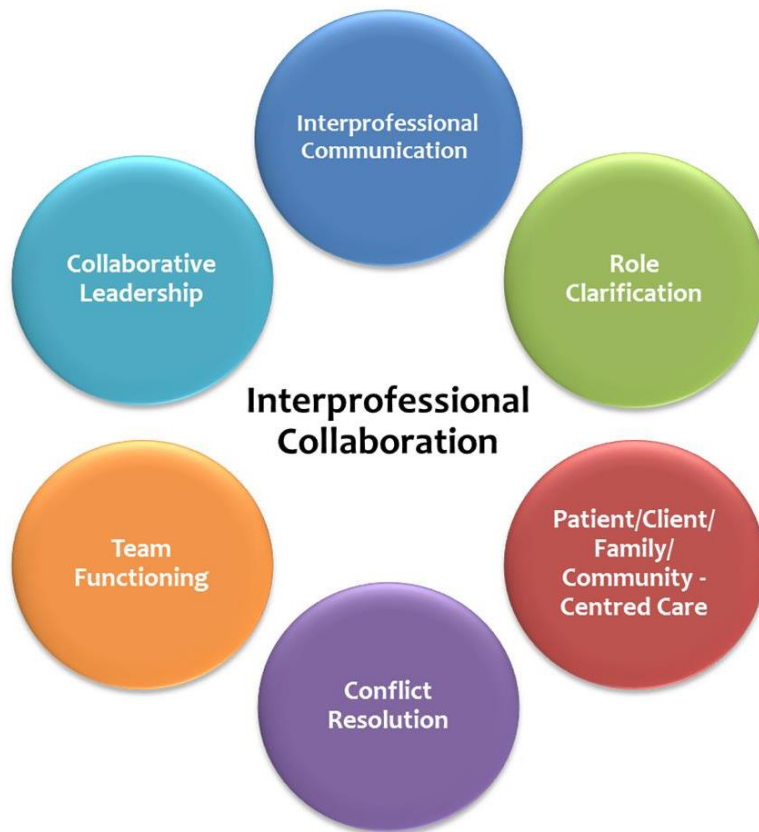 Interprofessional
Communication
Collaborative
Leadership
Role
Clarification
Interprofessional
Collaboration
Team
Functioning
Patient/Client/
Family/
Community -
Centred Care
Conflict
Resolution